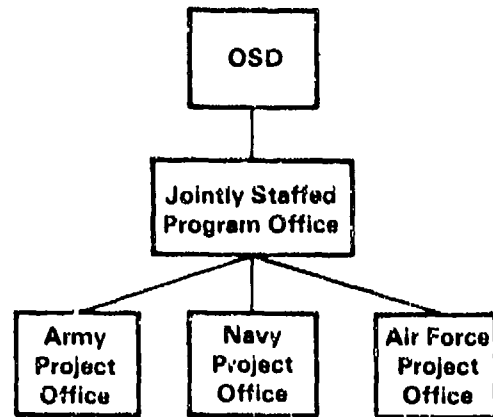 OSD
Jointly Staffed
Program Office
Army
Project
Office
Navy
Project
Office
Air Force
Project
Office